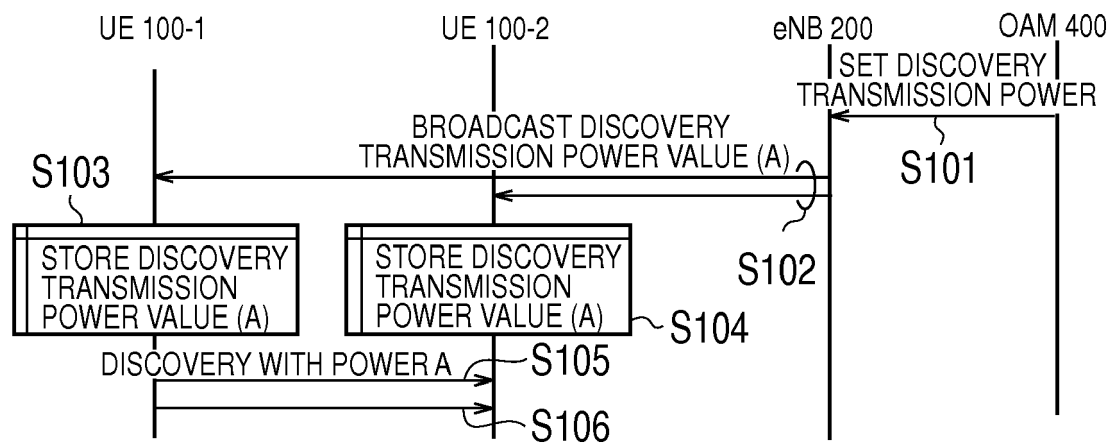 UE 100-1
UE 100-2
eNB 200
OAM 400
SET DISCOVERY
TRANSMISSION POWER
S101
BROADCAST DISCOVERY
TRANSMISSION POWER VALUE (A)
S102
S103
STORE DISCOVERY
TRANSMISSION
POWER VALUE (A)
STORE DISCOVERY
TRANSMISSION
POWER VALUE (A)
S104
DISCOVERY WITH POWER A
S105
S106